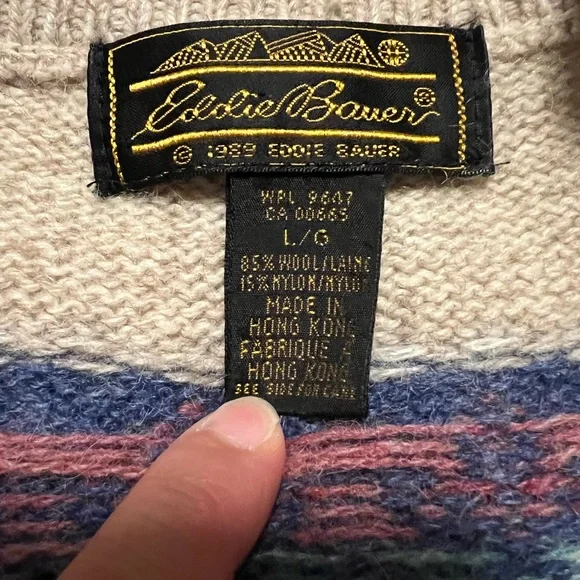 Eddie Bauer ®
© 1989 EDDIE BAUER
WPL 9647
CA 00665
L/G
85% WOOL/LAINE
15% NYLON/NYLON
MADE IN
HONG KONG
FABRIQUE A
HONG KONG
SEE SIDE FOR CARE